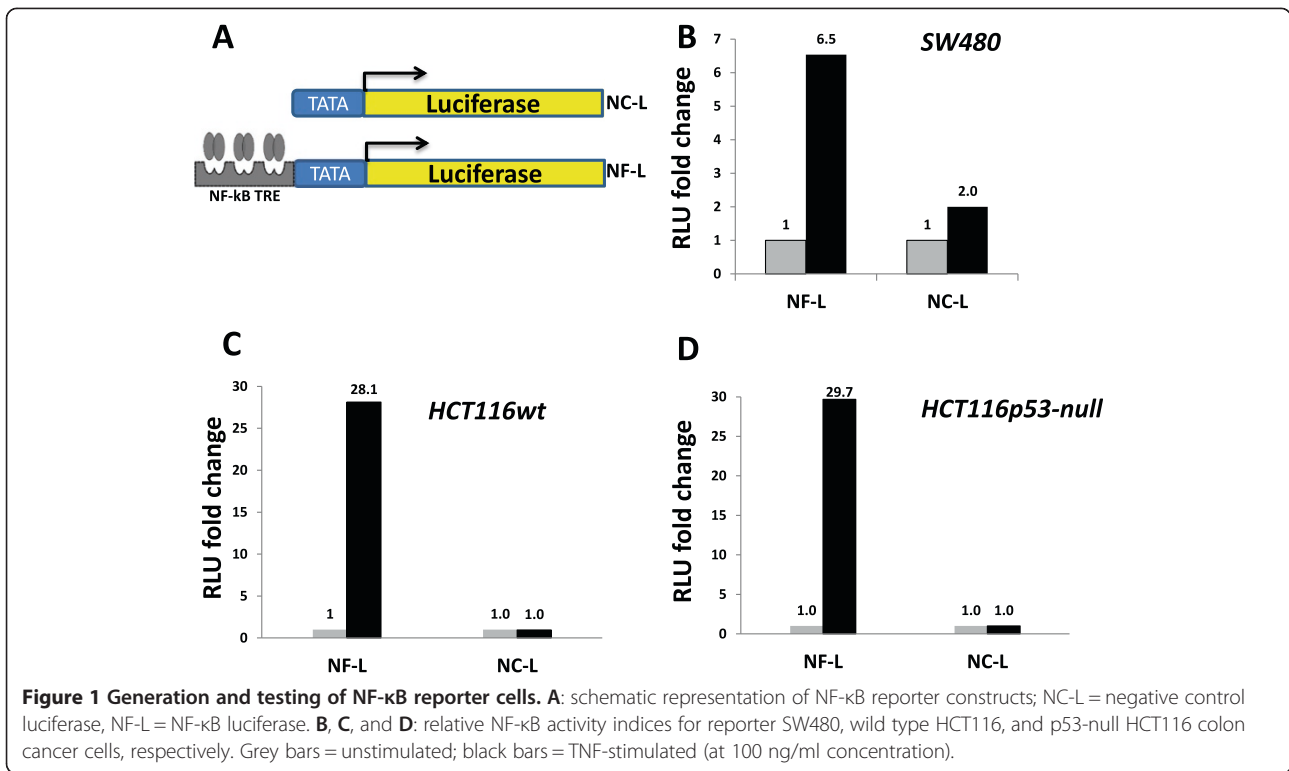 A
TATA
Luciferase
NC-L
TATA
Luciferase
NF-L
NF-kB TRE
B
SW480
RLU fold change
7
6
5
4
3
2
1
0
1
6.5
1
2.0
NF-L
NC-L
C
HCT116wt
RLU fold change
30
25
20
15
10
5
0
1
28.1
1.0
1.0
NF-L
NC-L
D
HCT116p53-null
RLU fold change
30
25
20
15
10
5
0
1.0
29.7
1.0
1.0
NF-L
NC-L
Figure 1 Generation and testing of NF-κB reporter cells. A: schematic representation of NF-κB reporter constructs; NC-L = negative control
luciferase, NF-L = NF-κB luciferase. B, C, and D: relative NF-κB activity indices for reporter SW480, wild type HCT116, and p53-null HCT116 colon
cancer cells, respectively. Grey bars = unstimulated; black bars = TNF-stimulated (at 100 ng/ml concentration).